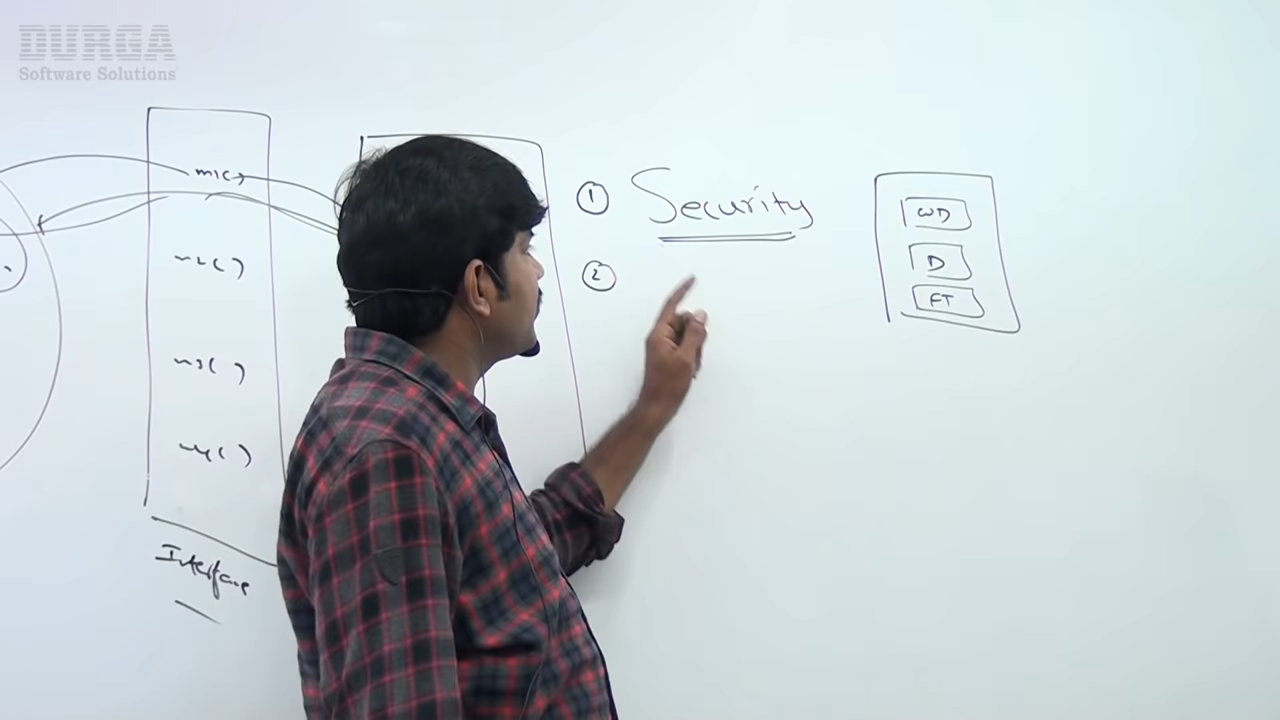 DURGA
Software Solutions
m1()
m2()
m3()
m4()
Interface
① Security
②
WD
D
FT